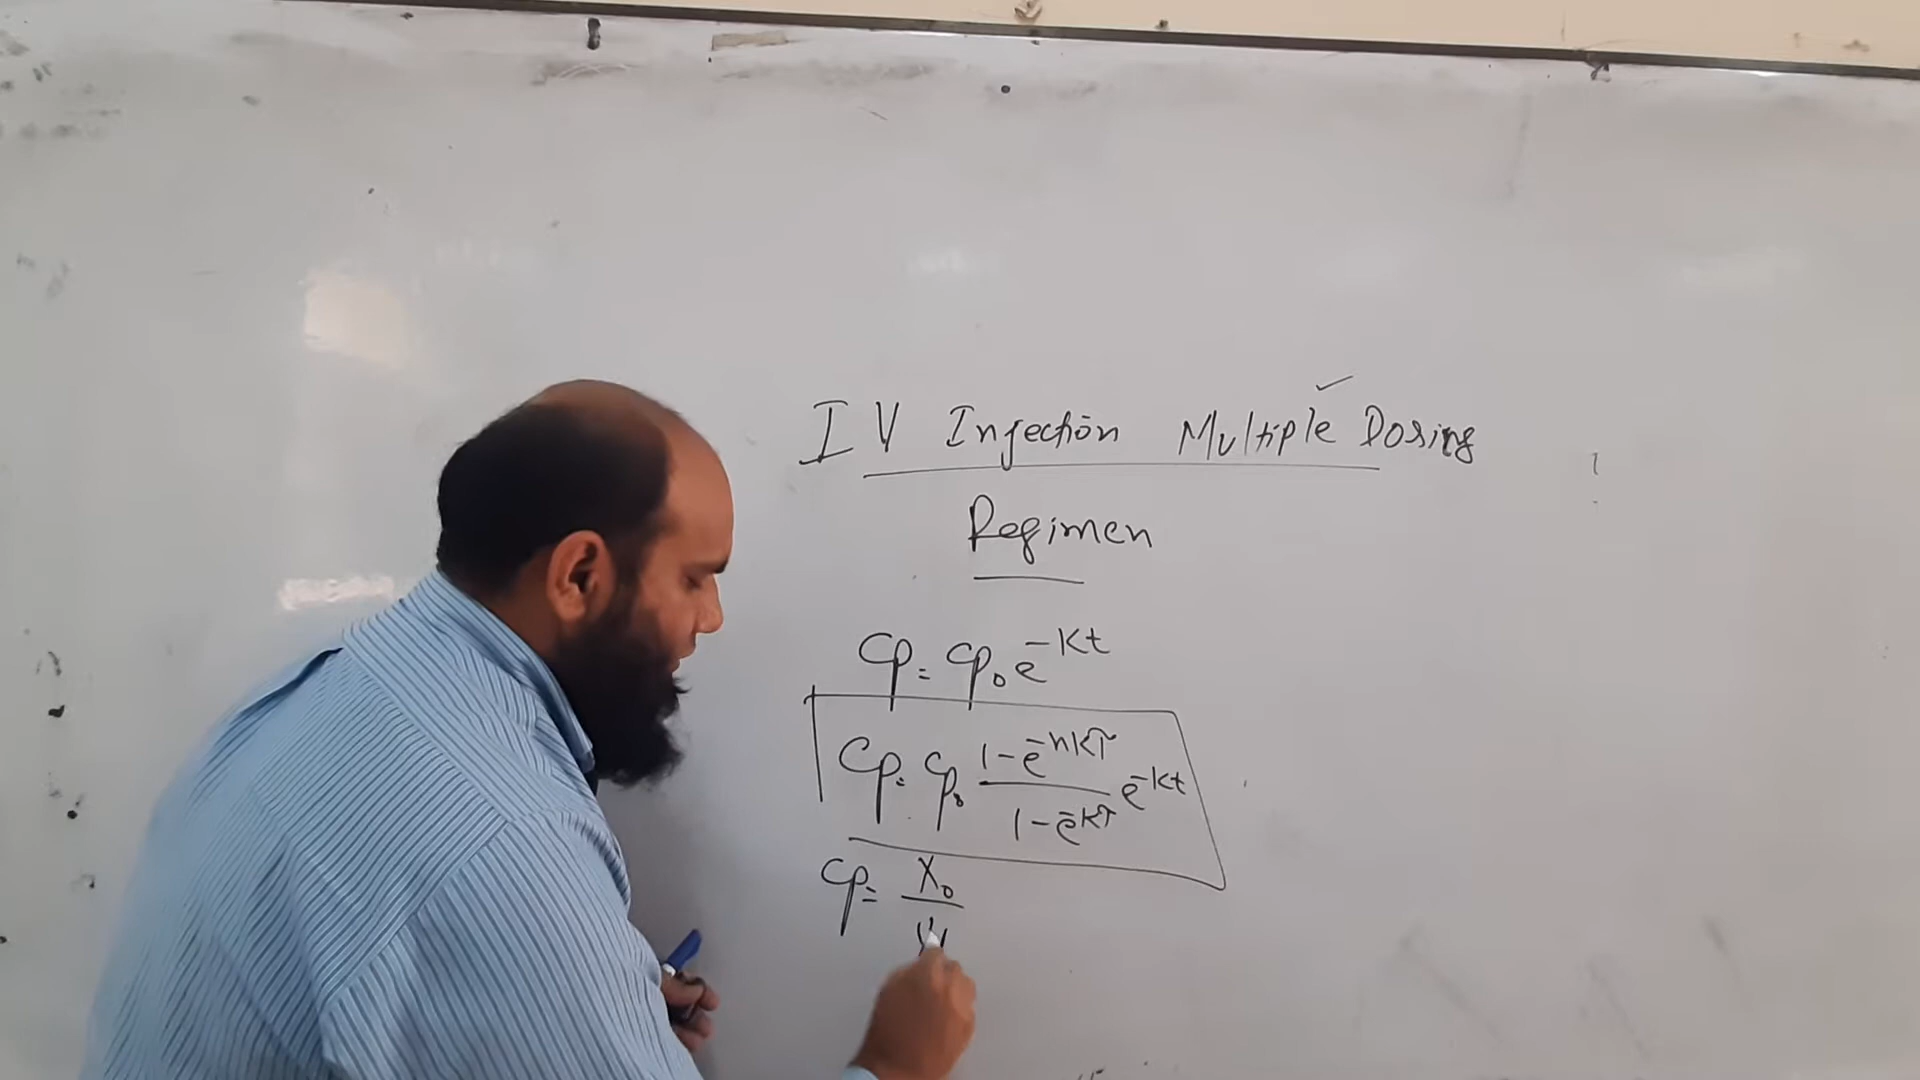 IV Injection Multiple Dosing
Regimen
Cp = Cp₀ e^-Kt
Cp = Cp₀ (1-e^-nKτ)/(1-e^-Kτ) e^-Kt
Cp = X₀/V